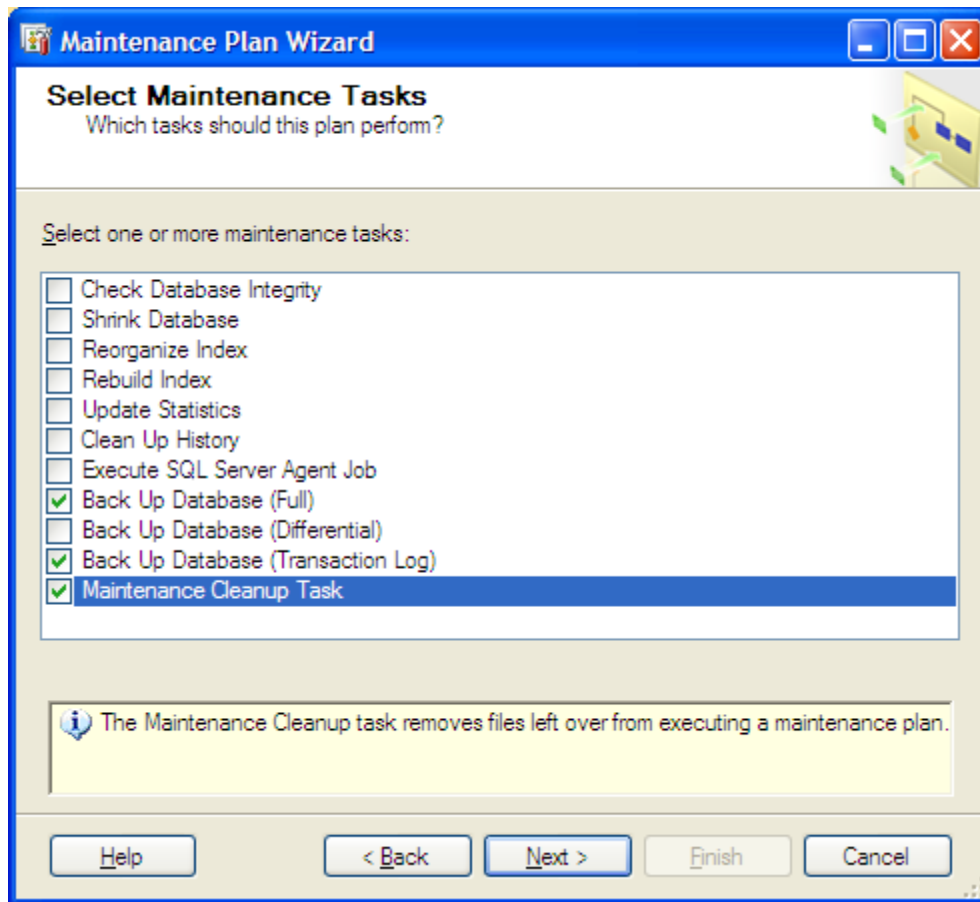 Maintenance Plan Wizard
Select Maintenance Tasks
Which tasks should this plan perform?
Select one or more maintenance tasks:
Check Database Integrity
Shrink Database
Reorganize Index
Rebuild Index
Update Statistics
Clean Up History
Execute SQL Server Agent Job
Back Up Database (Full)
Back Up Database (Differential)
Back Up Database (Transaction Log)
Maintenance Cleanup Task
The Maintenance Cleanup task removes files left over from executing a maintenance plan.
Help
< Back
Next >
Finish
Cancel